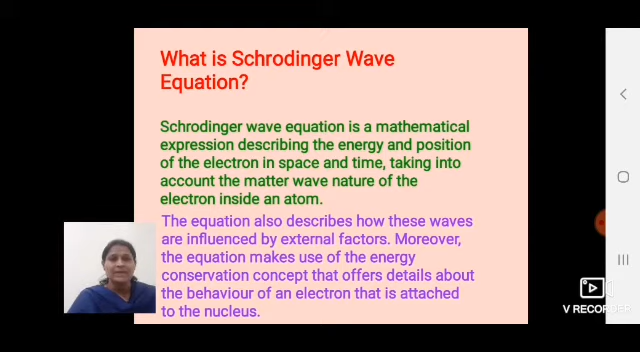 What is Schrodinger Wave
Equation?
Schrodinger wave equation is a mathematical
expression describing the energy and position
of the electron in space and time, taking into
account the matter wave nature of the
electron inside an atom.
The equation also describes how these waves
are influenced by external factors. Moreover,
the equation makes use of the energy
conservation concept that offers details about
the behaviour of an electron that is attached
to the nucleus.
V RECORDER